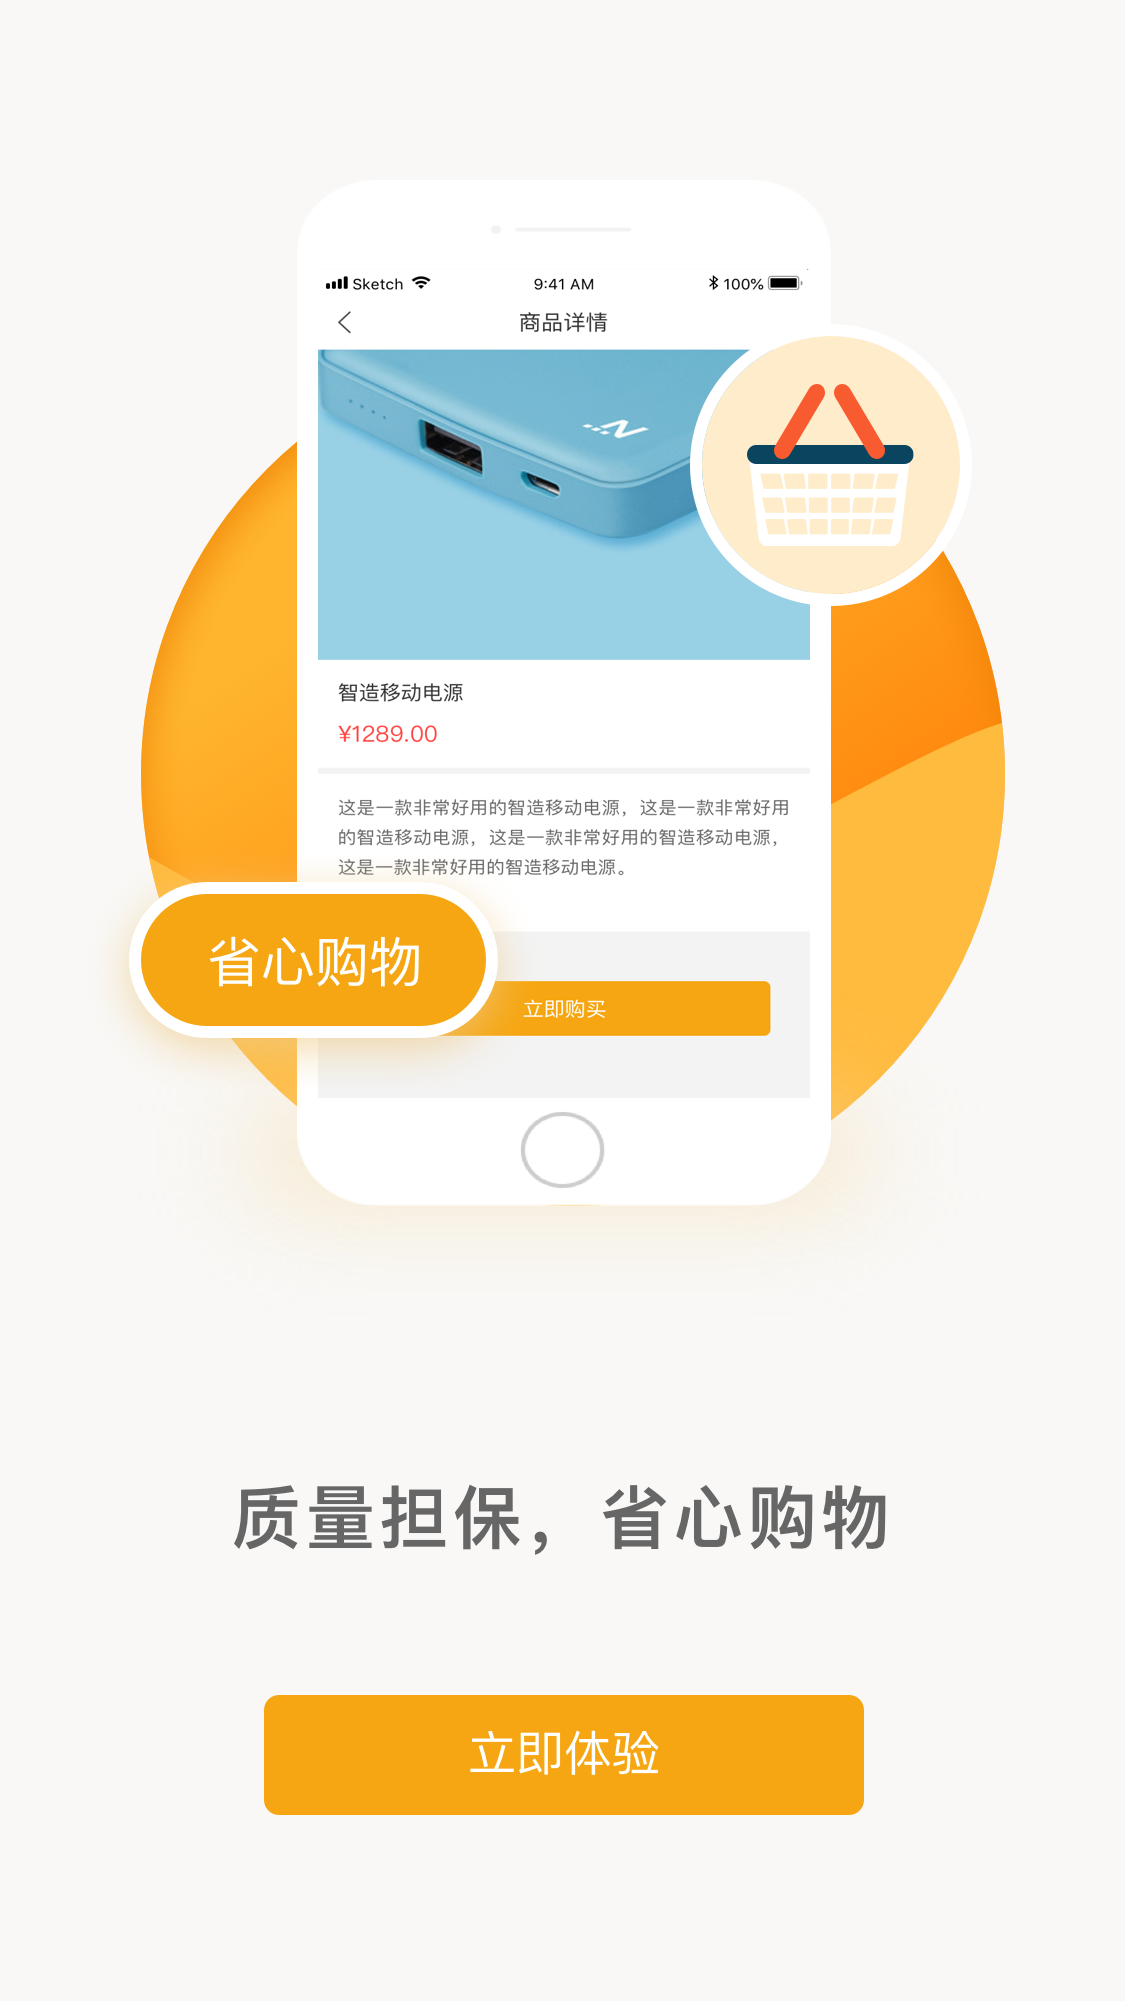 Sketch 9:41 AM 100%
商品详情
智造移动电源
¥1289.00
这是一款非常好用的智造移动电源，这是一款非常好用
的智造移动电源，这是一款非常好用的智造移动电源，
这是一款非常好用的智造移动电源。
省心购物
立即购买
质量担保，省心购物
立即体验